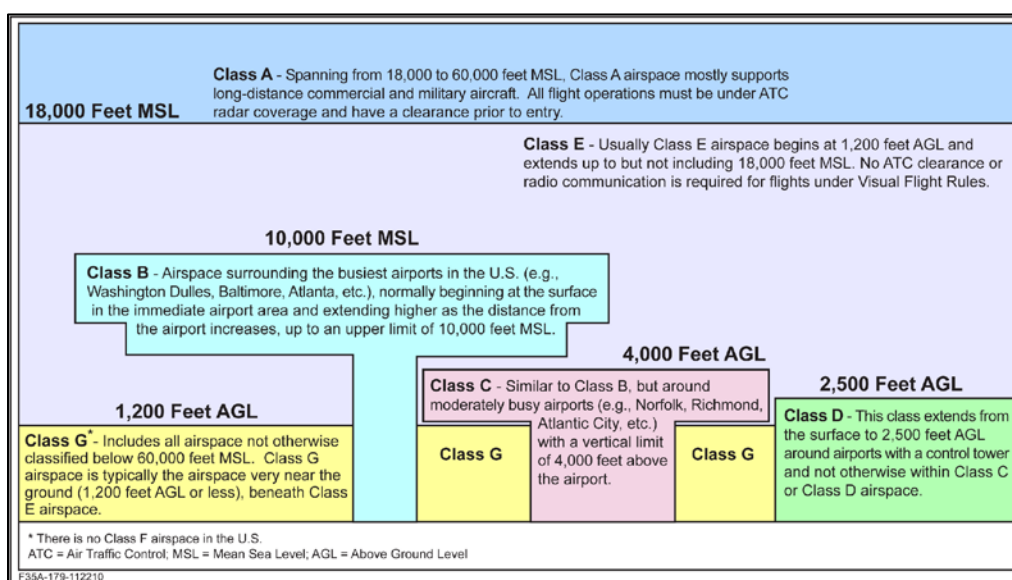 Class A - Spanning from 18,000 to 60,000 feet MSL, Class A airspace mostly supports
long-distance commercial and military aircraft. All flight operations must be under ATC
radar coverage and have a clearance prior to entry.
18,000 Feet MSL
Class E - Usually Class E airspace begins at 1,200 feet AGL and
extends up to but not including 18,000 feet MSL. No ATC clearance or
radio communication is required for flights under Visual Flight Rules.
10,000 Feet MSL
Class B - Airspace surrounding the busiest airports in the U.S. (e.g.,
Washington Dulles, Baltimore, Atlanta, etc.), normally beginning at the surface
in the immediate airport area and extending higher as the distance from
the airport increases, up to an upper limit of 10,000 feet MSL.
4,000 Feet AGL
Class C - Similar to Class B, but around
moderately busy airports (e.g., Norfolk, Richmond,
Atlantic City, etc.)
with a vertical limit
of 4,000 feet above
the airport.
2,500 Feet AGL
Class D - This class extends from
the surface to 2,500 feet AGL
around airports with a control tower
and not otherwise within Class C
or Class D airspace.
1,200 Feet AGL
Class G* - Includes all airspace not otherwise
classified below 60,000 feet MSL. Class G
airspace is typically the airspace very near the
ground (1,200 feet AGL or less), beneath Class
E airspace.
Class G
Class G
* There is no Class F airspace in the U.S.
ATC = Air Traffic Control; MSL = Mean Sea Level; AGL = Above Ground Level
F35A-179-112210